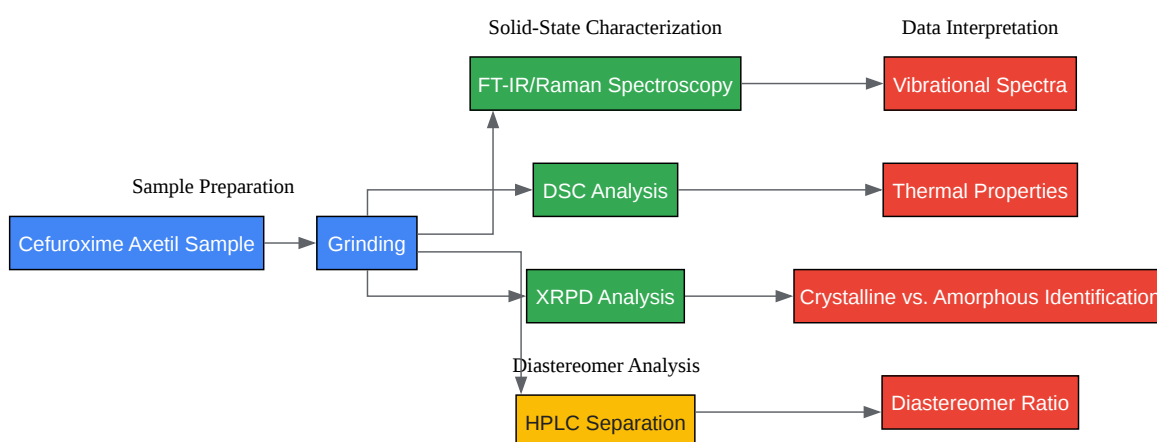 Solid-State Characterization
Data Interpretation
FT-IR/Raman Spectroscopy
Vibrational Spectra
Sample Preparation
DSC Analysis
Thermal Properties
Cefuroxime Axetil Sample
Grinding
XRPD Analysis
Crystalline vs. Amorphous Identification
Diastereomer Analysis
HPLC Separation
Diastereomer Ratio